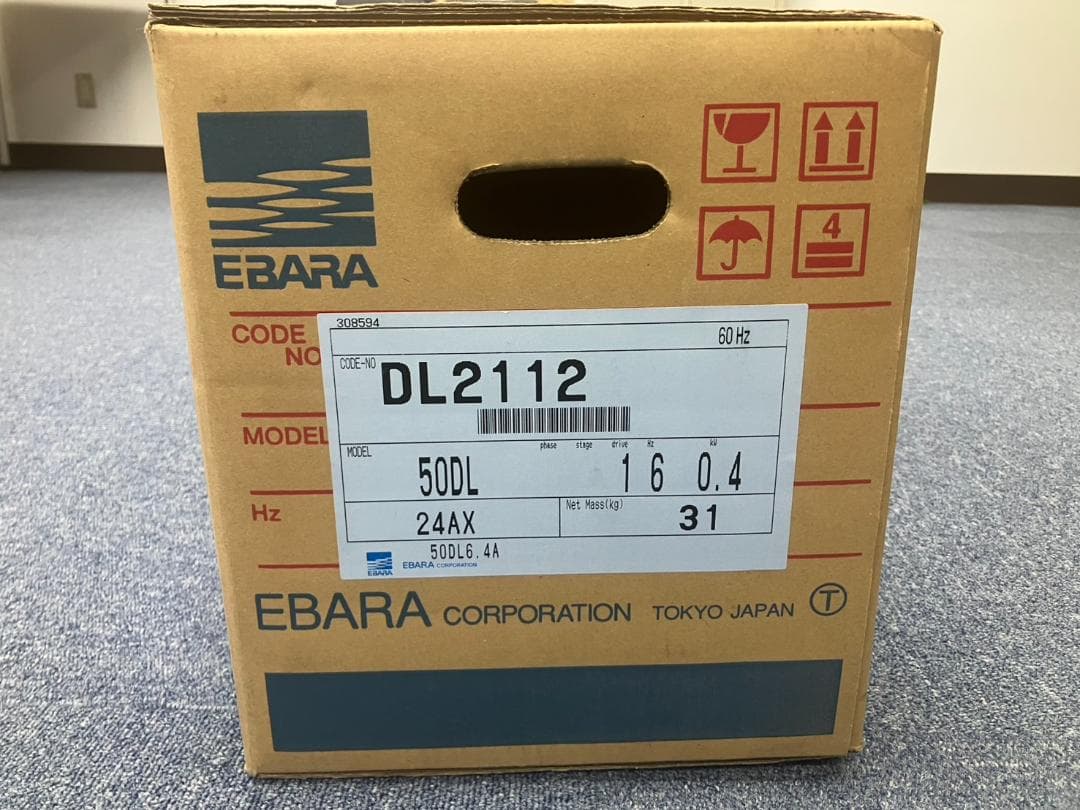 EBARA
4
CODE
NO
308594
60 Hz
CODE-NO
DL2112
MODEL
MODEL
phase stage drive Hz kW
50DL 1 6 0.4
Hz
24AX
Net Mass(kg)
31
50DL6.4A
EBARA
EBARA CORPORATION
EBARA CORPORATION TOKYO JAPAN T